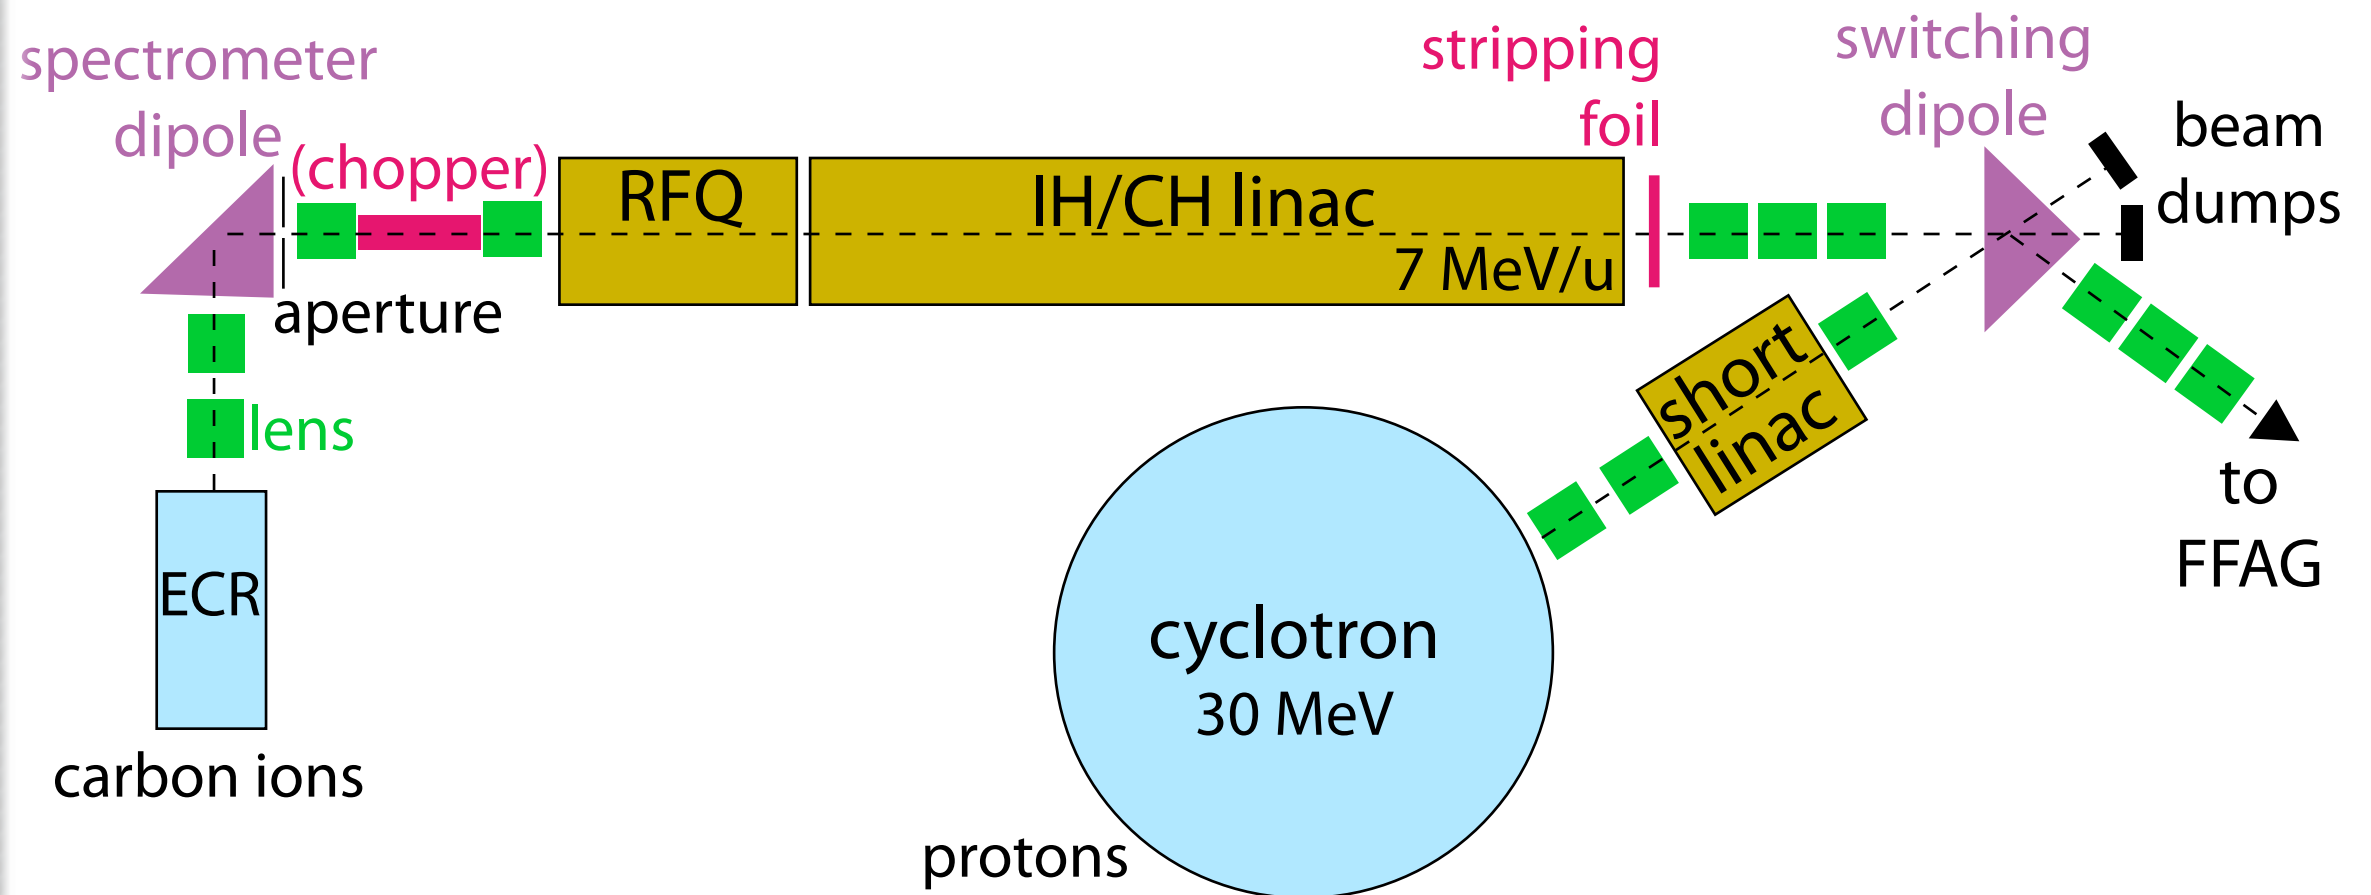 spectrometer
dipole
(chopper)
RFQ
IH/CH linac
7 MeV/u
stripping
foil
switching
dipole
beam
dumps
aperture
lens
ECR
carbon ions
short
linac
cyclotron
30 MeV
protons
to
FFAG